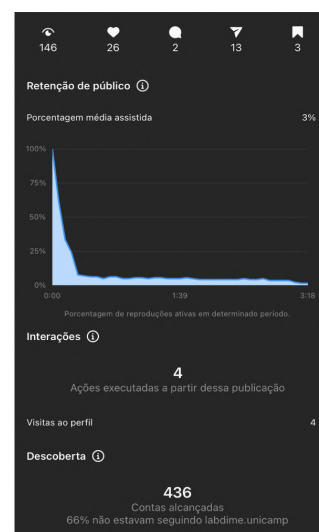 146 26 2 13 3
Retenção de público
Porcentagem média assistida 3%
100%
75%
50%
25%
0%
0:00 1:39 3:18
Porcentagem de reproduções ativas em determinado período.
Interações
4
Ações executadas a partir dessa publicação
Visitas ao perfil 4
Descoberta
436
Contas alcançadas
66% não estavam seguindo labdime.unicamp